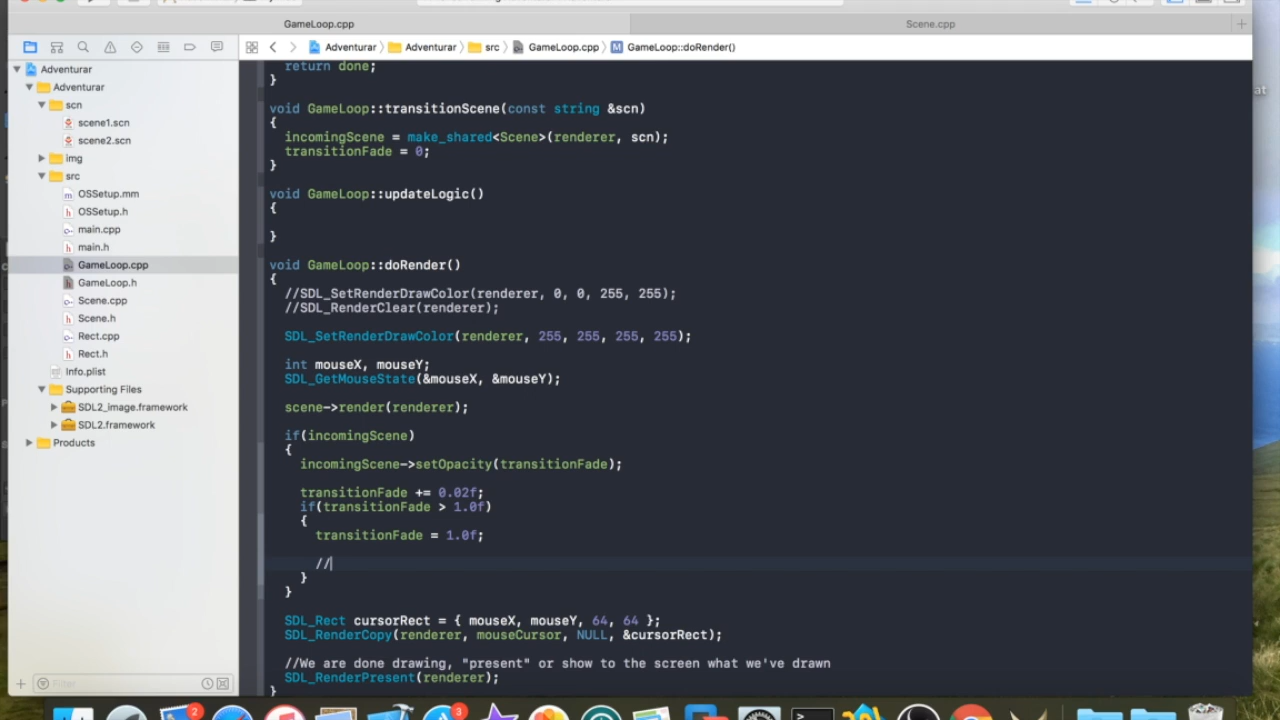 GameLoop.cpp
Scene.cpp
Adventurar
Adventurar
src
GameLoop.cpp
GameLoop::doRender()
Adventurar
Adventurar
scn
scene1.scn
scene2.scn
img
src
OSSetup.mm
OSSetup.h
main.cpp
main.h
GameLoop.cpp
GameLoop.h
Scene.cpp
Scene.h
Rect.cpp
Rect.h
Info.plist
Supporting Files
SDL2_image.framework
SDL2.framework
Products
Filter
return done;
}
void GameLoop::transitionScene(const string &scn)
{
incomingScene = make_shared<Scene>(renderer, scn);
transitionFade = 0;
}
void GameLoop::updateLogic()
{
}
void GameLoop::doRender()
{
//SDL_SetRenderDrawColor(renderer, 0, 0, 255, 255);
//SDL_RenderClear(renderer);
SDL_SetRenderDrawColor(renderer, 255, 255, 255, 255);
int mouseX, mouseY;
SDL_GetMouseState(&mouseX, &mouseY);
scene->render(renderer);
if(incomingScene)
{
incomingScene->setOpacity(transitionFade);
transitionFade += 0.02f;
if(transitionFade > 1.0f)
{
transitionFade = 1.0f;
//
}
}
SDL_Rect cursorRect = { mouseX, mouseY, 64, 64 };
SDL_RenderCopy(renderer, mouseCursor, NULL, &cursorRect);
//We are done drawing, "present" or show to the screen what we've drawn
SDL_RenderPresent(renderer);
}
at
2
3